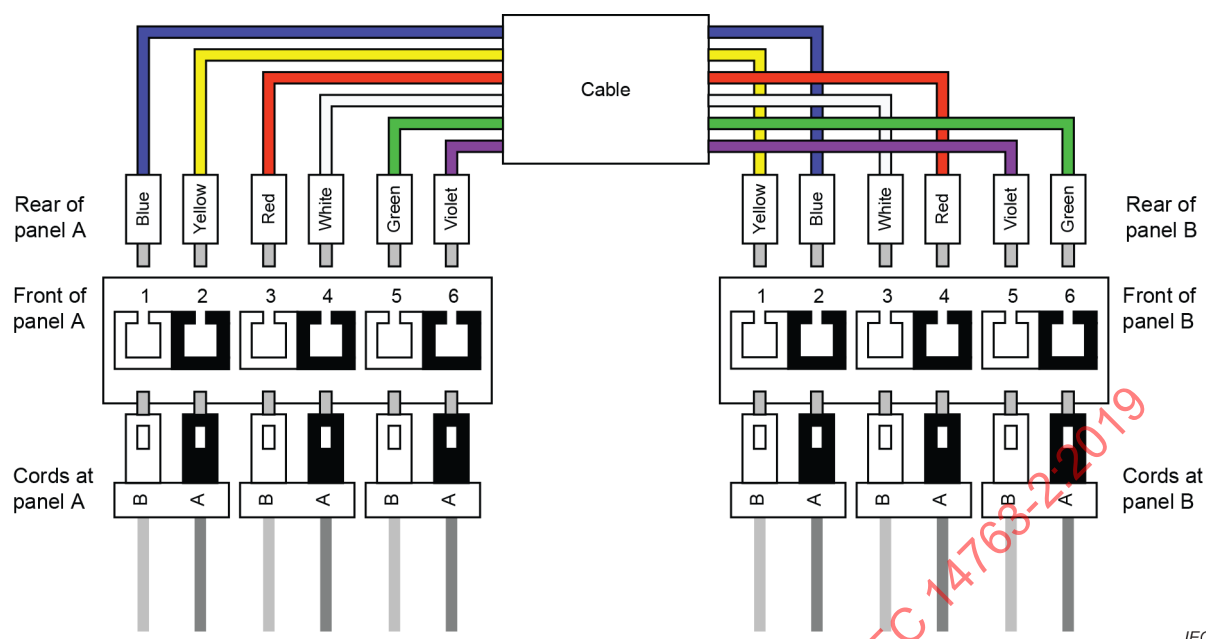 Cable
Rear of
panel A
Blue
Yellow
Red
White
Green
Violet
Yellow
Blue
White
Red
Violet
Green
Rear of
panel B
Front of
panel A
1 2 3 4 5 6
1 2 3 4 5 6
Front of
panel B
Cords at
panel A
B A B A B A
B A B A B A
Cords at
panel B
EC 14763-2:2019
IEC